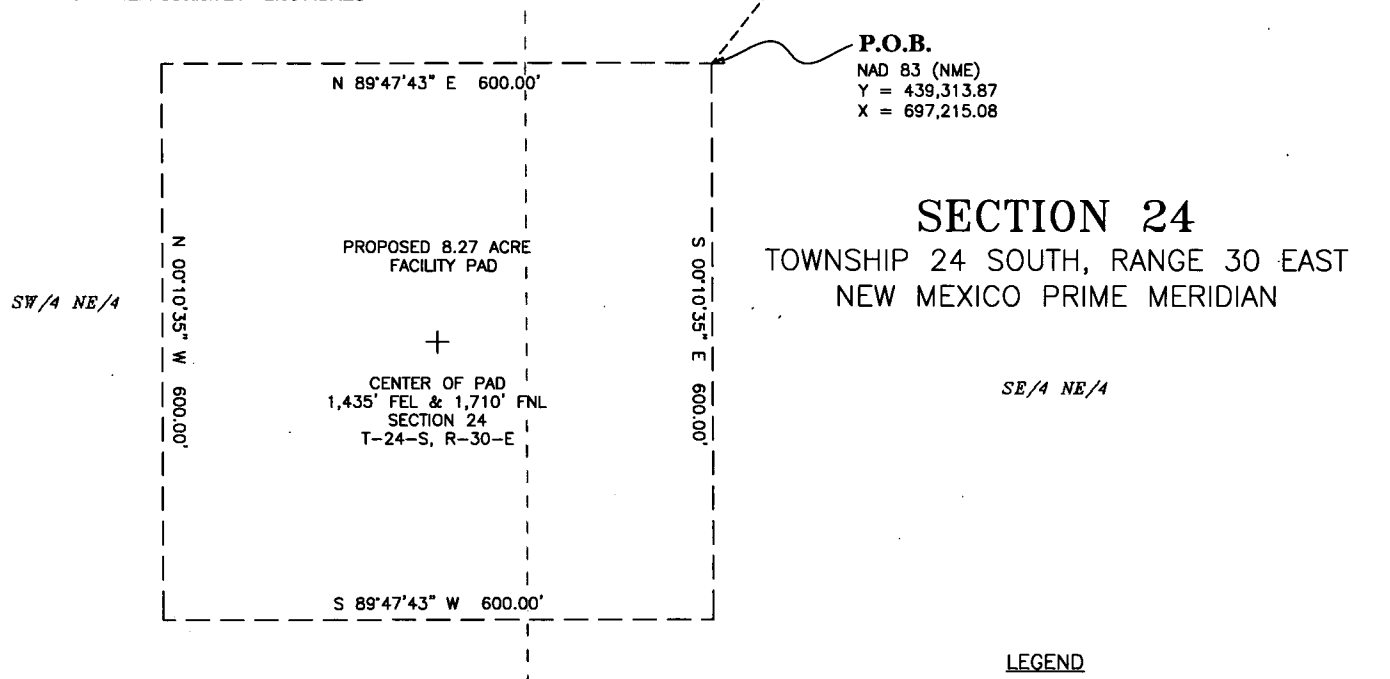 P.O.B.
NAD 83 (NME)
Y = 439,313.87
X = 697,215.08
N 89°47'43" E 600.00'
SECTION 24
TOWNSHIP 24 SOUTH, RANGE 30 EAST
NEW MEXICO PRIME MERIDIAN
PROPOSED 8.27 ACRE
FACILITY PAD
N 00°10'35" W 600.00'
S 00°10'35" E 600.00'
SW/4 NE/4
CENTER OF PAD
1,435' FEL & 1,710' FNL
SECTION 24
T-24-S, R-30-E
SE/4 NE/4
S 89°47'43" W 600.00'
LEGEND